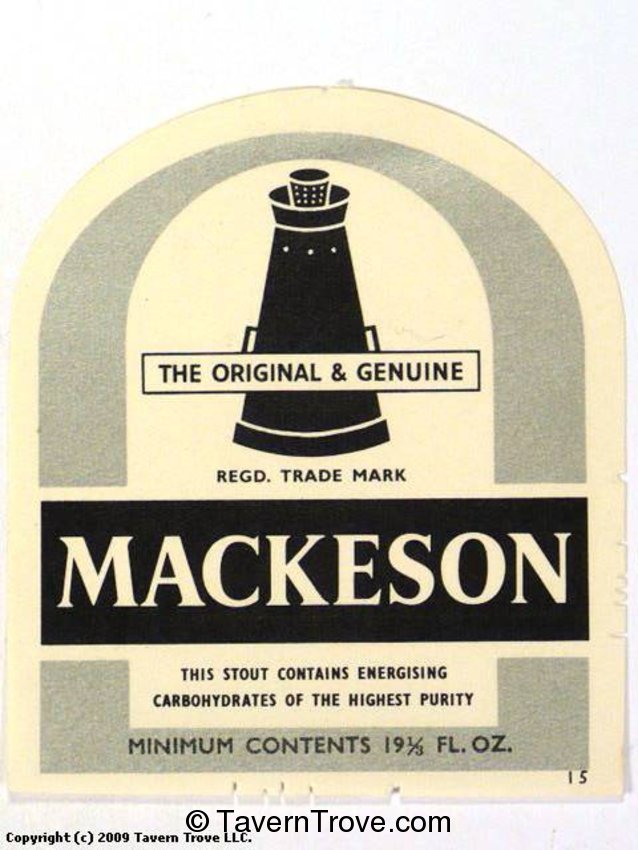 THE ORIGINAL & GENUINE
REGD. TRADE MARK
MACKESON
THIS STOUT CONTAINS ENERGISING
CARBOHYDRATES OF THE HIGHEST PURITY
MINIMUM CONTENTS 19⅓ FL. OZ.
15
© TavernTrove.com
Copyright (c) 2009 Tavern Trove LLC.